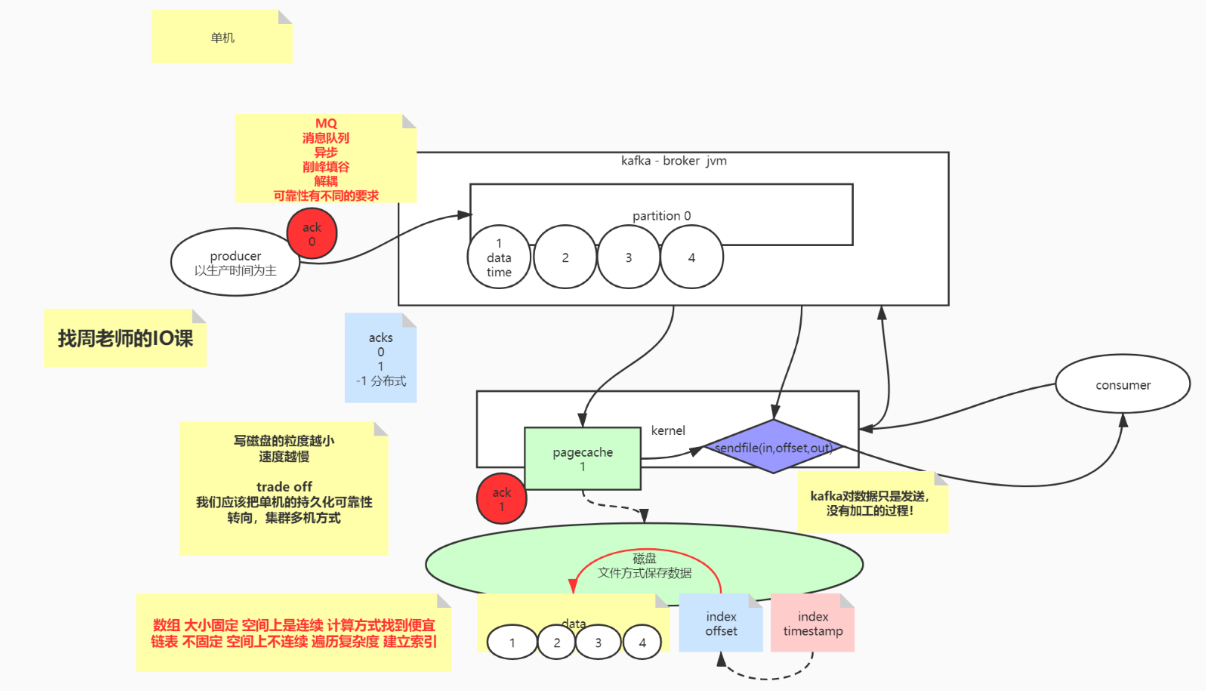 单机
MQ
消息队列
异步
削峰填谷
解耦
可靠性有不同的要求
kafka - broker  jvm
partition 0
ack
0
producer
以生产时间为主
1
data
time
2
3
4
找周老师的IO课
acks
0
1
-1 分布式
consumer
kernel
pagecache
1
sendfile(in,offset,out)
写磁盘的粒度越小
速度越慢
trade off
我们应该把单机的持久化可靠性
转向，集群多机方式
ack
1
kafka对数据只是发送，
没有加工的过程！
磁盘
文件方式保存数据
数组 大小固定 空间上是连续 计算方式找到便宜
链表 不固定 空间上不连续 遍历复杂度 建立索引
data
1
2
3
4
index
offset
index
timestamp